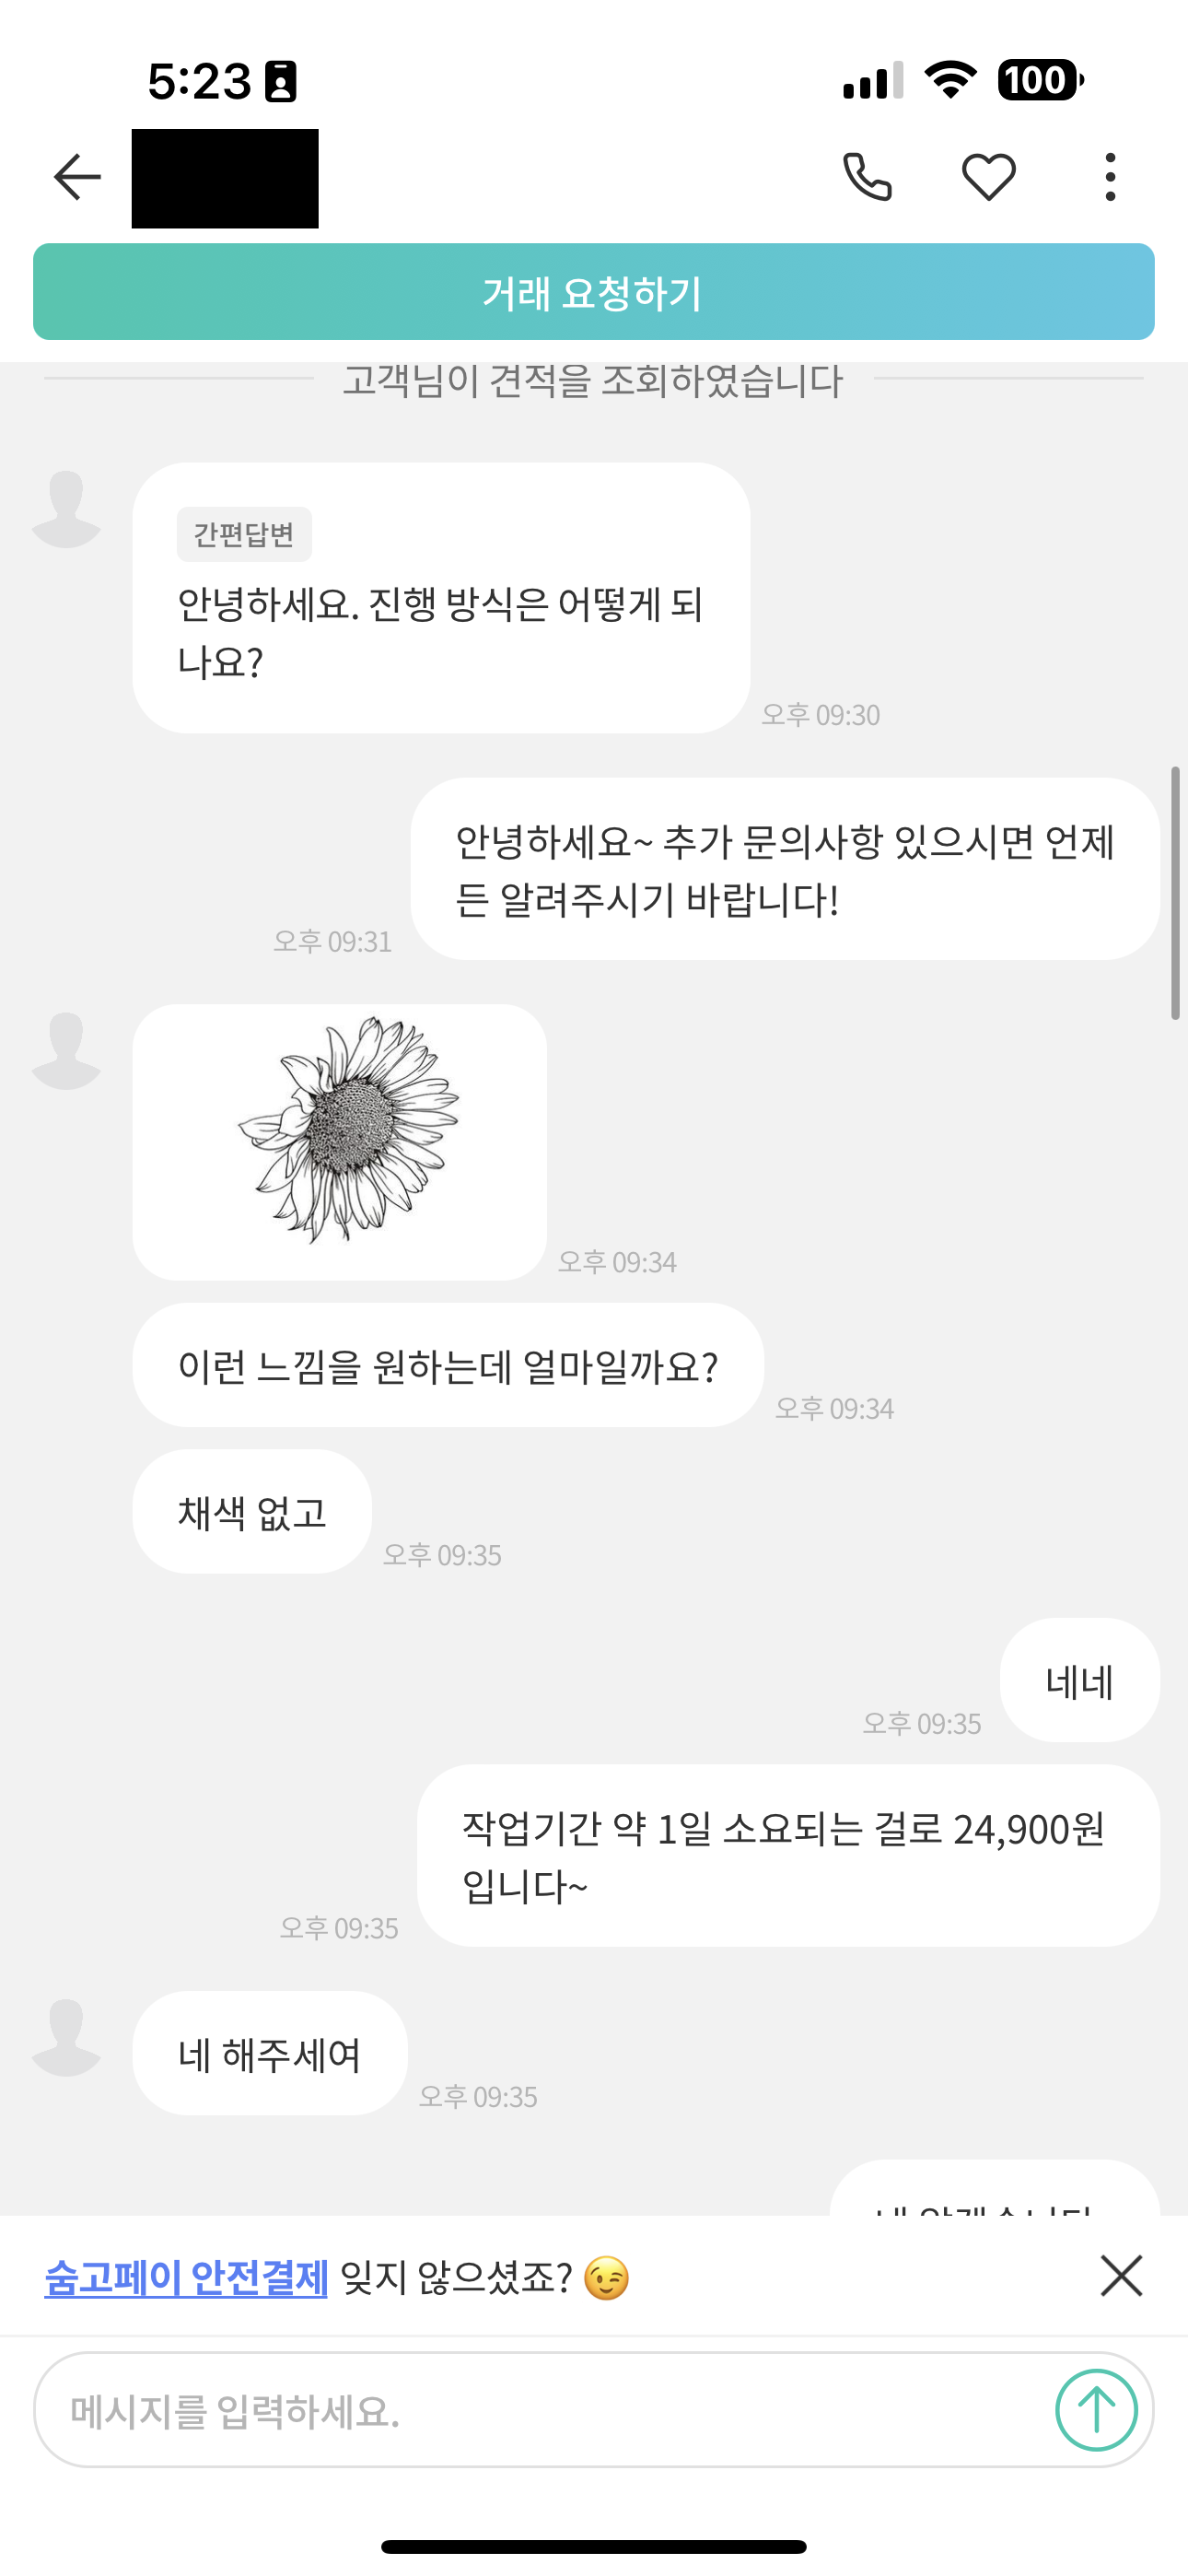 5:23
100
거래 요청하기
고객님이 견적을 조회하였습니다
간편답변
안녕하세요. 진행 방식은 어떻게 되
나요?
오후 09:30
안녕하세요~ 추가 문의사항 있으시면 언제
든 알려주시기 바랍니다!
오후 09:31
오후 09:34
이런 느낌을 원하는데 얼마일까요?
오후 09:34
채색 없고
오후 09:35
네네
오후 09:35
작업기간 약 1일 소요되는 걸로 24,900원
입니다~
오후 09:35
네 해주세여
오후 09:35
숨고페이 안전결제 잊지 않으셨죠? 😉
메시지를 입력하세요.